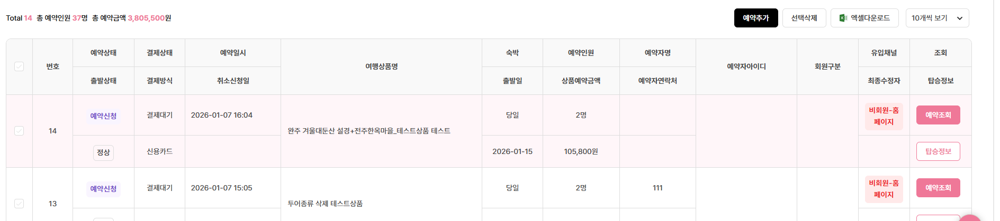 Total 14 총 예약인원 37명 총 예약금액 3,805,500원
예약추가 선택삭제 엑셀다운로드 10개씩 보기
번호 예약상태 결제상태 예약일시 여행상품명 숙박 예약인원 예약자명 예약자아이디 회원구분 유입채널 조회
출발상태 결제방식 취소신청일 출발일 상품예약금액 예약자연락처 최종수정자 탑승정보
14 예약신청 결제대기 2026-01-07 16:04 완주 겨울대둔산 설경+전주한옥마을_테스트상품 테스트 당일 2명 비회원-홈
페이지 예약조회
정상 신용카드 2026-01-15 105,800원 탑승정보
13 예약신청 결제대기 2026-01-07 15:05 투어종류 삭제 테스트상품 당일 2명 111 비회원-홈
페이지 예약조회